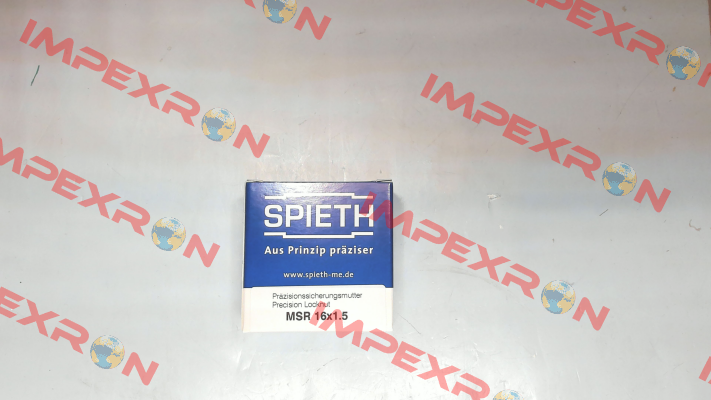 IMPEXRON
IMPEXRON
IMPEXRON
IMPEXRON
SPIETH
Aus Prinzip präziser
www.spieth-me.de
Präzisionssicherungsmutter
Precision Locknut
MSR 16x1.5
IMPEXRON
IMPEXRON
IMPEXRON